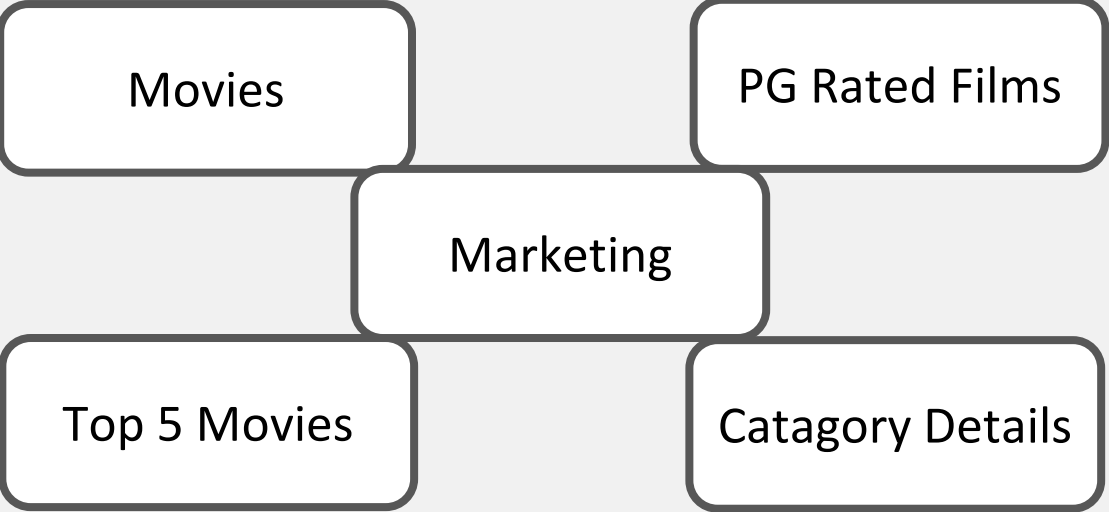 Movies
PG Rated Films
Marketing
Top 5 Movies
Catagory Details